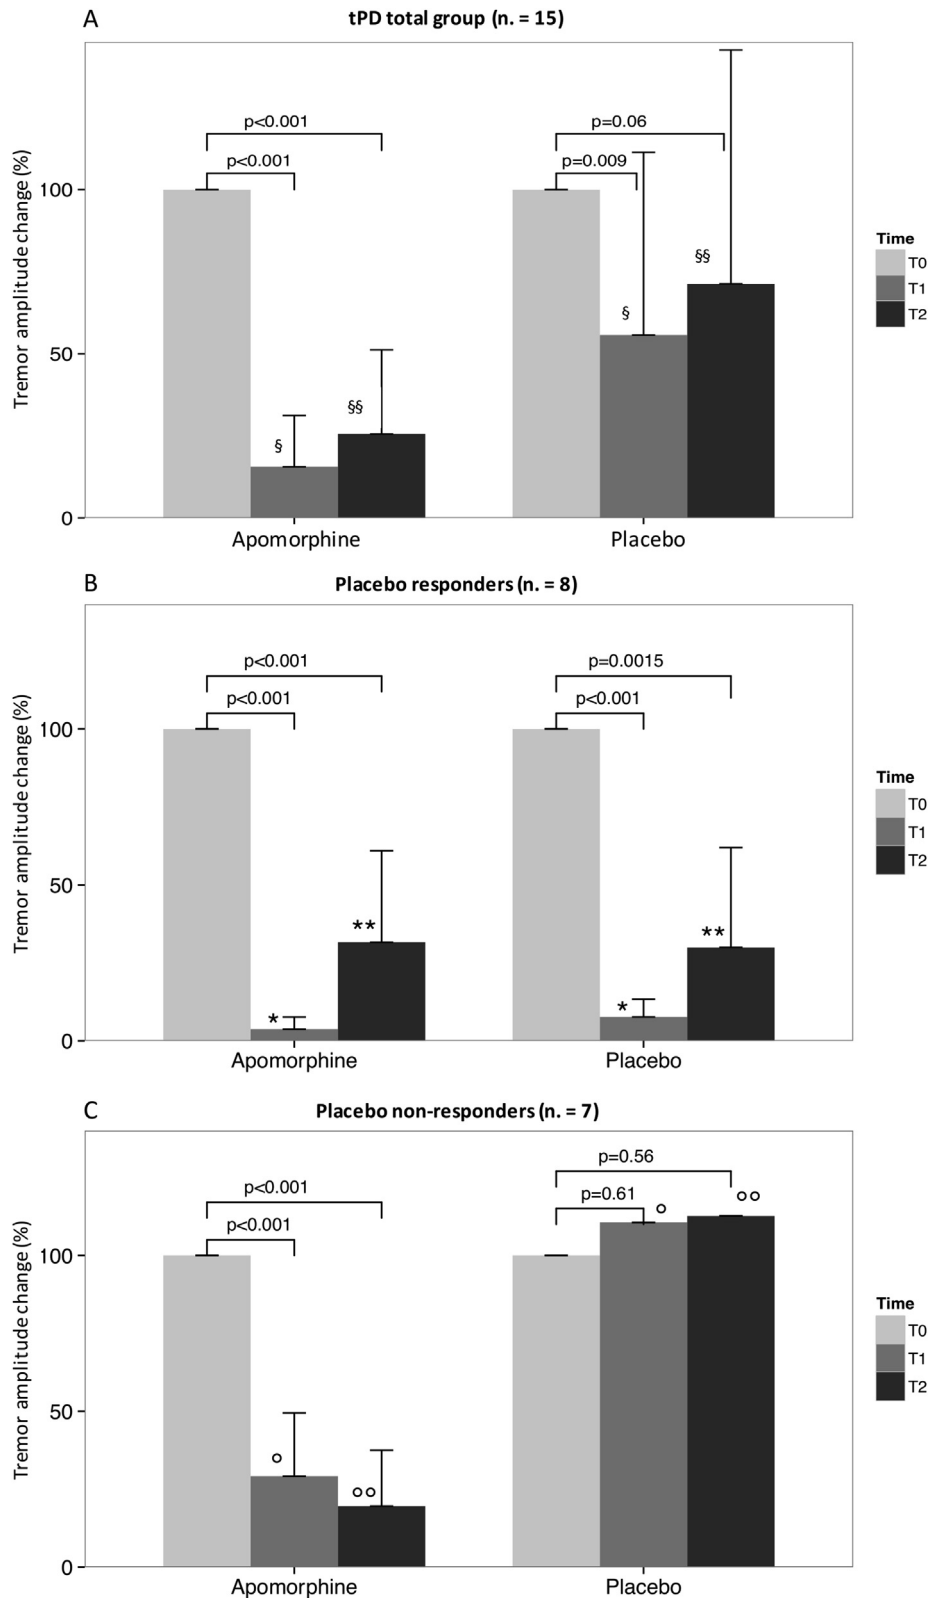 A
tPD total group (n. = 15)
Tremor amplitude change (%)
100
50
0
p<0.001
p<0.001
§
§§
p=0.06
p=0.009
§
§§
Apomorphine
Placebo
Time
T0
T1
T2
B
Placebo responders (n. = 8)
Tremor amplitude change (%)
100
50
0
p<0.001
p<0.001
*
**
p=0.0015
p<0.001
*
**
Apomorphine
Placebo
Time
T0
T1
T2
C
Placebo non-responders (n. = 7)
Tremor amplitude change (%)
100
50
0
p<0.001
p<0.001
°
°°
p=0.56
p=0.61
°
°°
Apomorphine
Placebo
Time
T0
T1
T2